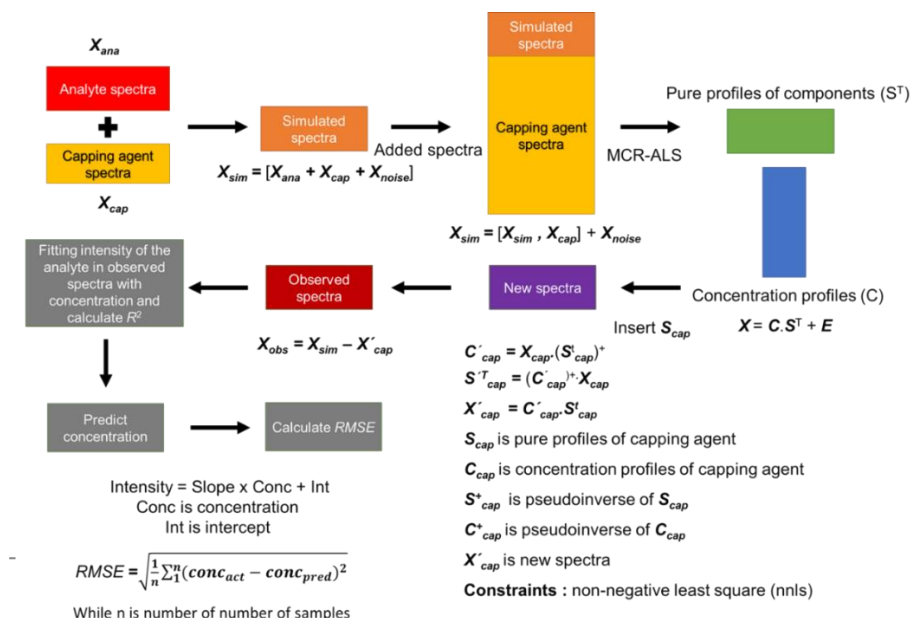 X_ana
Analyte spectra
Capping agent
spectra
X_cap
Simulated
spectra
X_sim = [X_ana + X_cap + X_noise]
Added spectra
Simulated
spectra
Capping agent
spectra
X_sim = [X_sim , X_cap] + X_noise
MCR-ALS
Pure profiles of components (S^T)
Concentration profiles (C)
X = C.S^T + E
Insert S_cap
New spectra
C´_cap = X_cap.(S^t_cap)^+
S´^T_cap = (C´_cap)^+.X_cap
X´_cap = C´_cap.S^t_cap
S_cap is pure profiles of capping agent
C_cap is concentration profiles of capping agent
S^+_cap is pseudoinverse of S_cap
C^+_cap is pseudoinverse of C_cap
X´_cap is new spectra
Constraints : non-negative least square (nnls)
Observed
spectra
X_obs = X_sim – X´_cap
Fitting intensity of the
analyte in observed
spectra with
concentration and
calculate R^2
Predict
concentration
Calculate RMSE
Intensity = Slope x Conc + Int
Conc is concentration
Int is intercept
RMSE = √(1/n ∑_1^n (conc_act − conc_pred)^2)
While n is number of number of samples